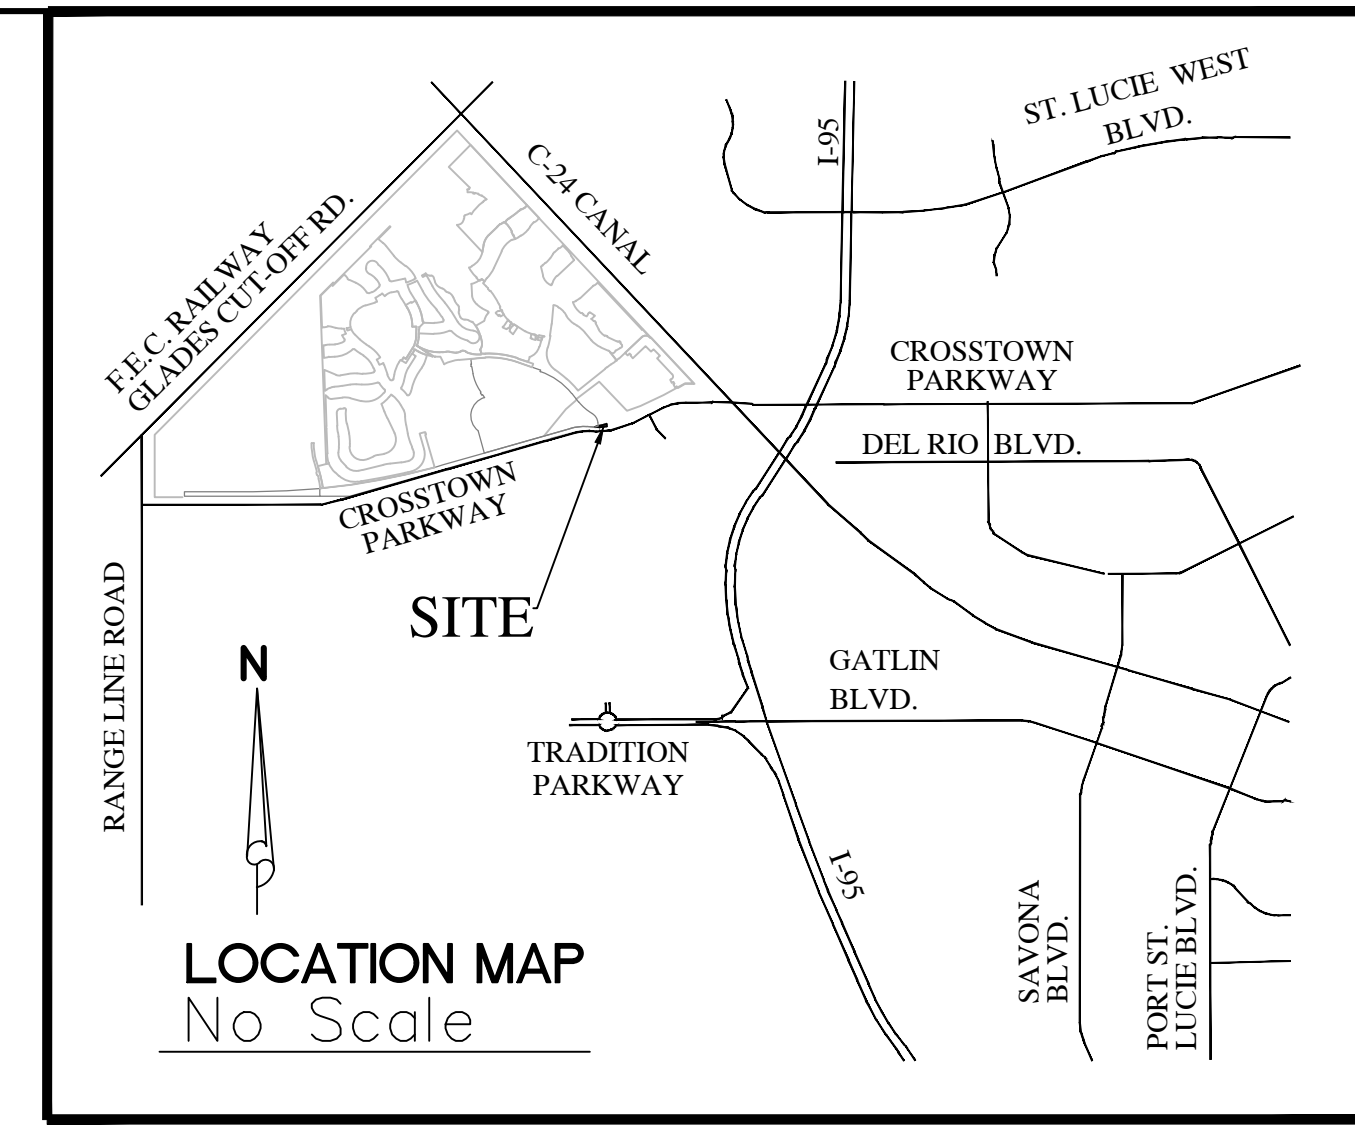 ST. LUCIE WEST
BLVD.
I-95
C-24 CANAL
F.E.C. RAILWAY
GLADES CUT-OFF RD.
CROSSTOWN
PARKWAY
DEL RIO BLVD.
CROSSTOWN
PARKWAY
SITE
RANGE LINE ROAD
N
GATLIN
BLVD.
TRADITION
PARKWAY
I-95
SAVONA
BLVD.
PORT ST.
LUCIE BLVD.
LOCATION MAP
No Scale